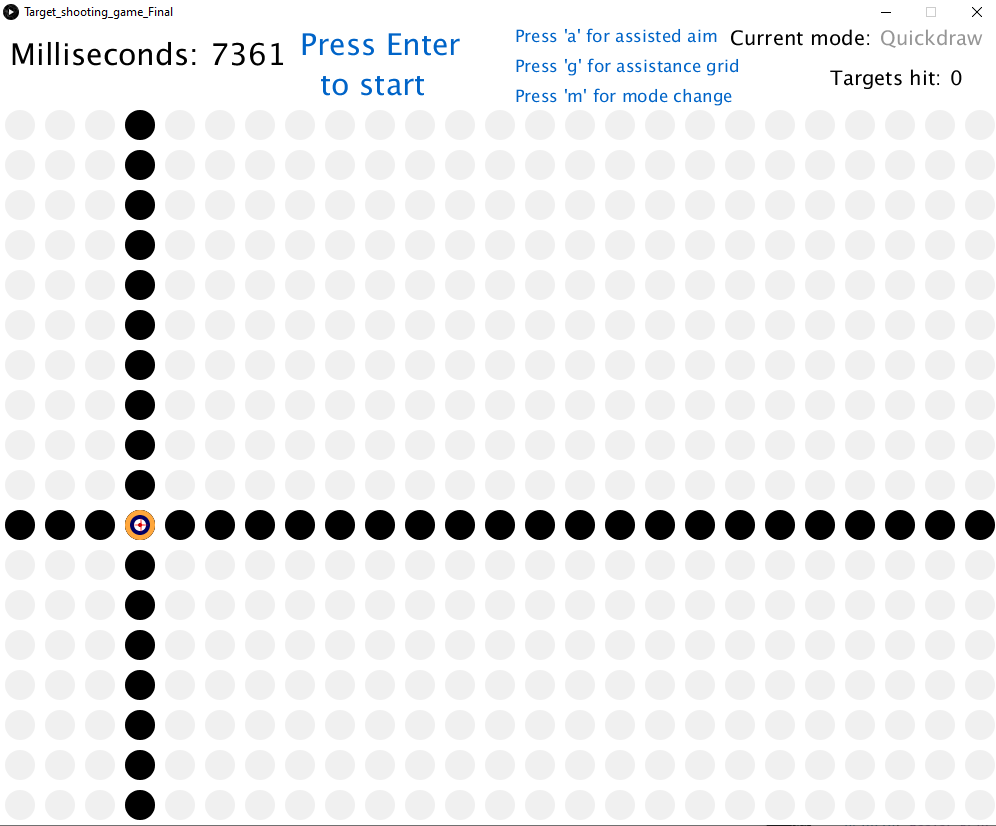 Target_shooting_game_Final
Milliseconds: 7361
Press Enter
to start
Press 'a' for assisted aim
Press 'g' for assistance grid
Press 'm' for mode change
Current mode: Quickdraw
Targets hit: 0